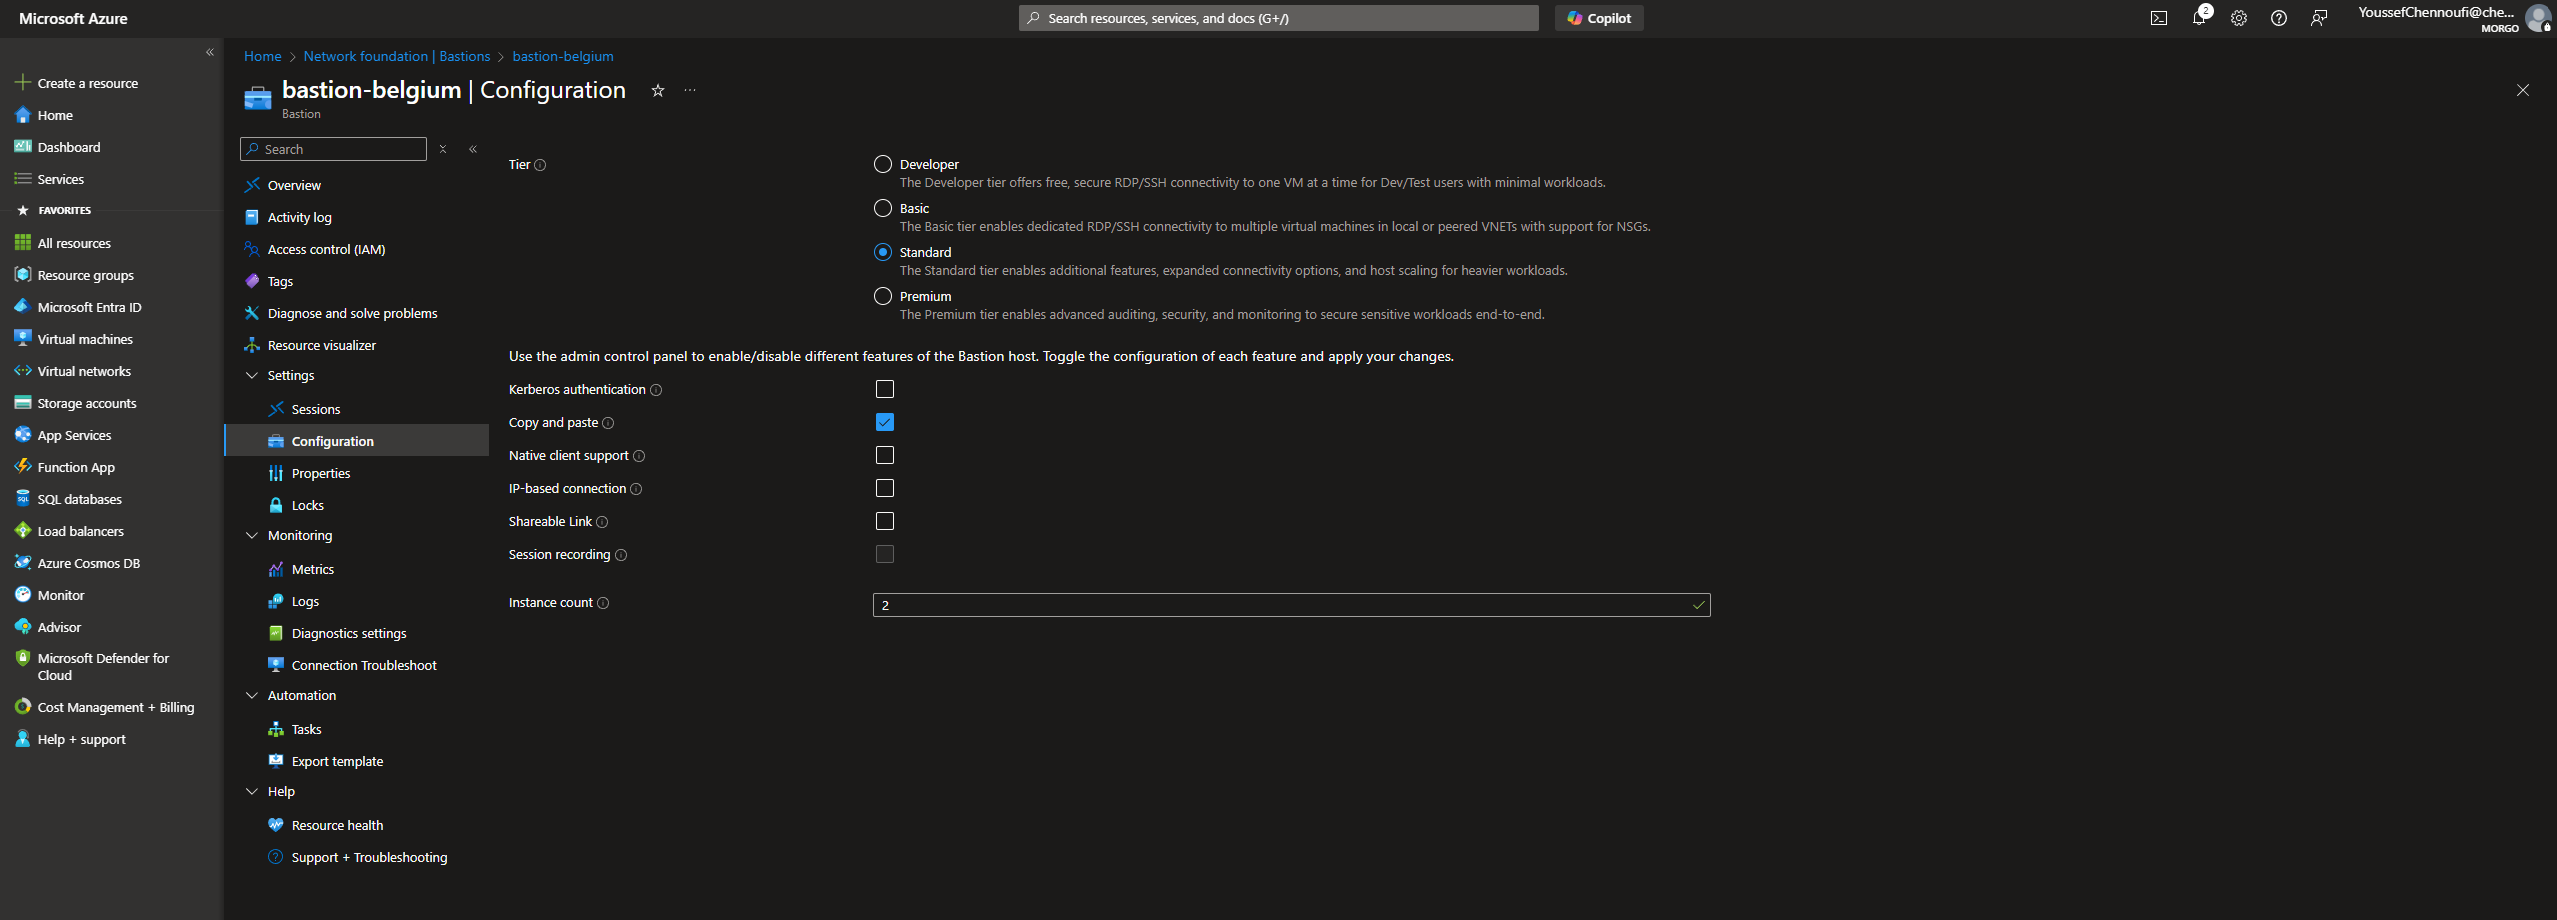 Microsoft Azure
Search resources, services, and docs (G+/)
Copilot
2
YoussefChennoufi@che...
MORGO
Create a resource
Home
Dashboard
Services
FAVORITES
All resources
Resource groups
Microsoft Entra ID
Virtual machines
Virtual networks
Storage accounts
App Services
Function App
SQL databases
Load balancers
Azure Cosmos DB
Monitor
Advisor
Microsoft Defender for
Cloud
Cost Management + Billing
Help + support
Home > Network foundation | Bastions > bastion-belgium
bastion-belgium | Configuration
Bastion
Search
Overview
Activity log
Access control (IAM)
Tags
Diagnose and solve problems
Resource visualizer
Settings
Sessions
Configuration
Properties
Locks
Monitoring
Metrics
Logs
Diagnostics settings
Connection Troubleshoot
Automation
Tasks
Export template
Help
Resource health
Support + Troubleshooting
Tier
Developer
The Developer tier offers free, secure RDP/SSH connectivity to one VM at a time for Dev/Test users with minimal workloads.
Basic
The Basic tier enables dedicated RDP/SSH connectivity to multiple virtual machines in local or peered VNETs with support for NSGs.
Standard
The Standard tier enables additional features, expanded connectivity options, and host scaling for heavier workloads.
Premium
The Premium tier enables advanced auditing, security, and monitoring to secure sensitive workloads end-to-end.
Use the admin control panel to enable/disable different features of the Bastion host. Toggle the configuration of each feature and apply your changes.
Kerberos authentication
Copy and paste
Native client support
IP-based connection
Shareable Link
Session recording
Instance count
2